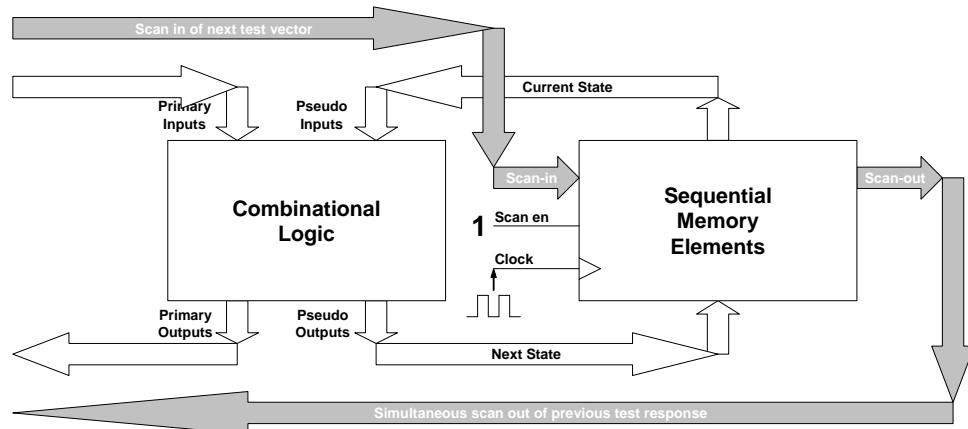 Scan in of next test vector
Current State
Primary
Inputs
Pseudo
Inputs
Combinational
Logic
Scan-in
1
Scan en
Clock
Sequential
Memory
Elements
Scan-out
Primary
Outputs
Pseudo
Outputs
Next State
Simultaneous scan out of previous test response